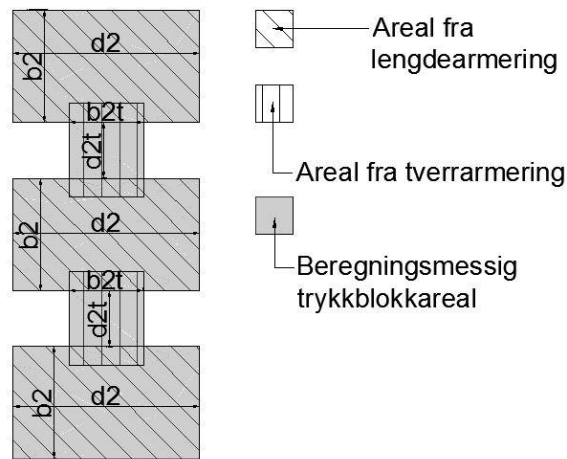 d2
b2
b2t
d2t
d2
b2
b2t
d2t
d2
b2
Areal fra
lengdearmering
Areal fra tverrarmering
Beregningsmessig
trykkblokkareal